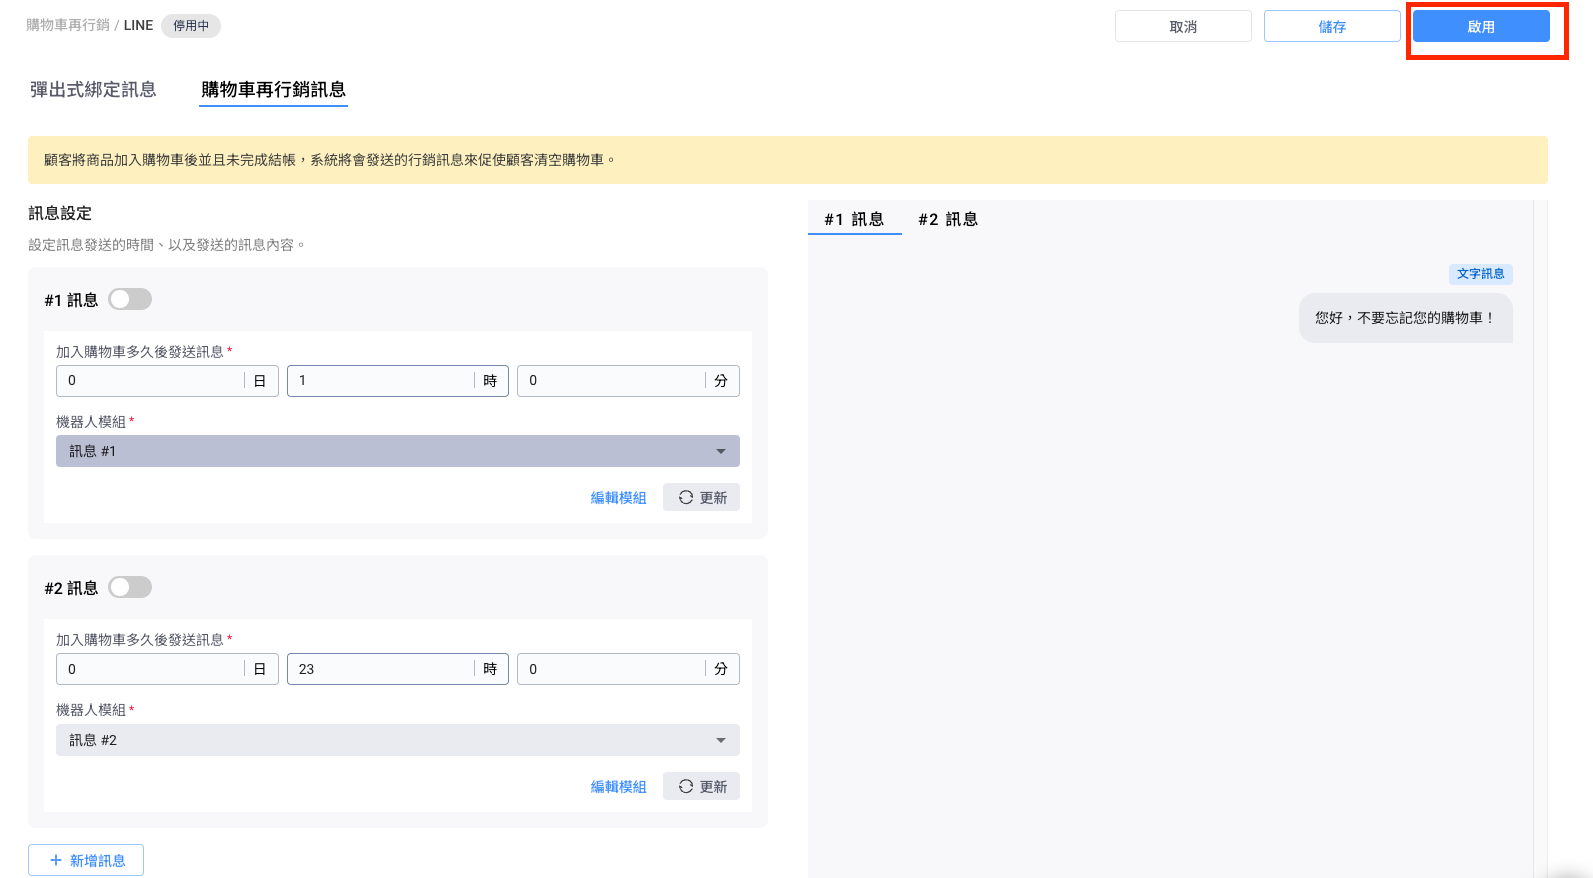 購物車再行銷 / LINE 停用中
取消
儲存
啟用
彈出式綁定訊息
購物車再行銷訊息
顧客將商品加入購物車後並且未完成結帳，系統將會發送的行銷訊息來促使顧客清空購物車。
訊息設定
設定訊息發送的時間、以及發送的訊息內容。
#1 訊息
加入購物車多久後發送訊息 *
0 日 1 時 0 分
機器人模組 *
訊息 #1
編輯模組 更新
#2 訊息
加入購物車多久後發送訊息 *
0 日 23 時 0 分
機器人模組 *
訊息 #2
編輯模組 更新
+ 新增訊息
#1 訊息 #2 訊息
文字訊息
您好，不要忘記您的購物車！